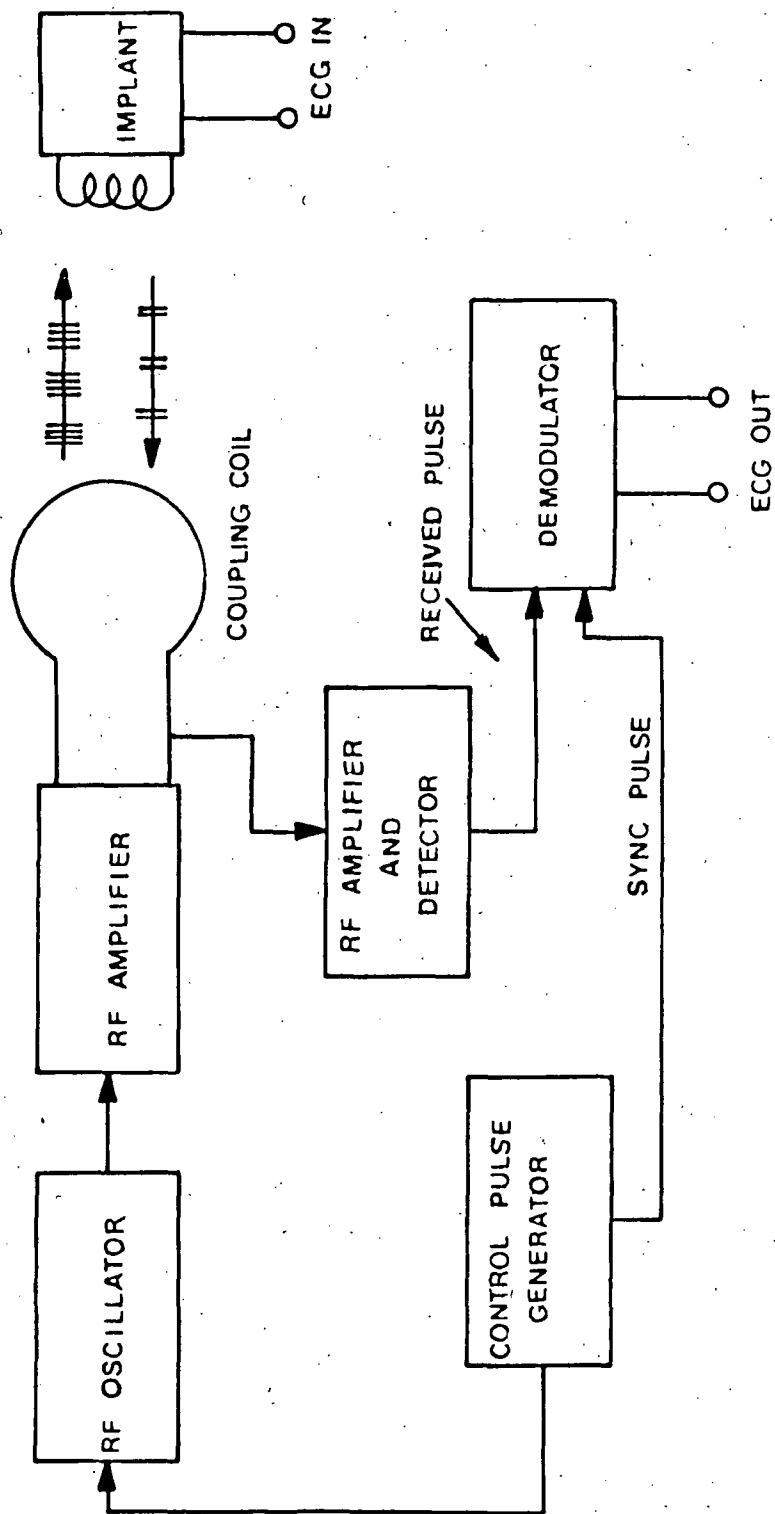 RF OSCILLATOR
RF AMPLIFIER
COUPLING COIL
IMPLANT
ECG IN
RF AMPLIFIER
AND
DETECTOR
RECEIVED PULSE
CONTROL PULSE
GENERATOR
SYNC PULSE
DEMODULATOR
ECG OUT